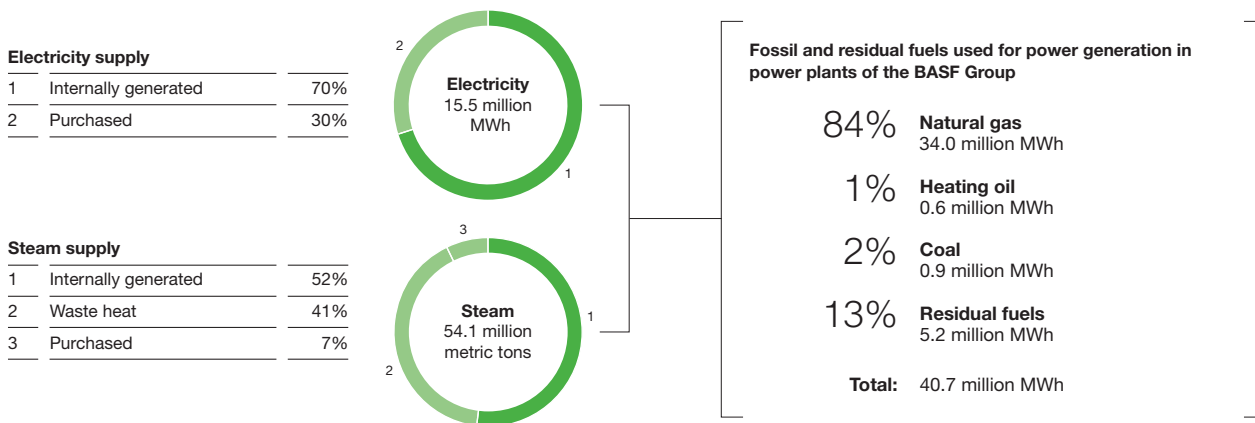 Electricity supply
1 Internally generated 70%
2 Purchased 30%
2
Electricity
15.5 million
MWh
1
Steam supply
1 Internally generated 52%
2 Waste heat 41%
3 Purchased 7%
3
Steam
54.1 million
metric tons
1
2
Fossil and residual fuels used for power generation in
power plants of the BASF Group
84% Natural gas
34.0 million MWh
1% Heating oil
0.6 million MWh
2% Coal
0.9 million MWh
13% Residual fuels
5.2 million MWh
Total: 40.7 million MWh